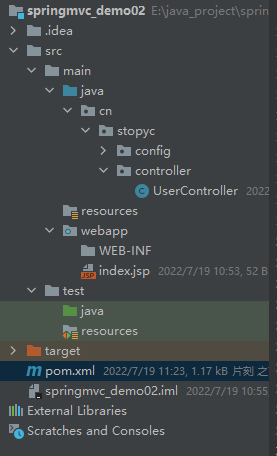 springmvc_demo02 E:\java_project\sprin
.idea
src
main
java
cn
stopyc
config
controller
UserController 2022
resources
webapp
WEB-INF
index.jsp 2022/7/19 10:53, 52 B
test
java
resources
target
pom.xml 2022/7/19 11:23, 1.17 kB 片刻 之
springmvc_demo02.iml 2022/7/19 10:55
External Libraries
Scratches and Consoles